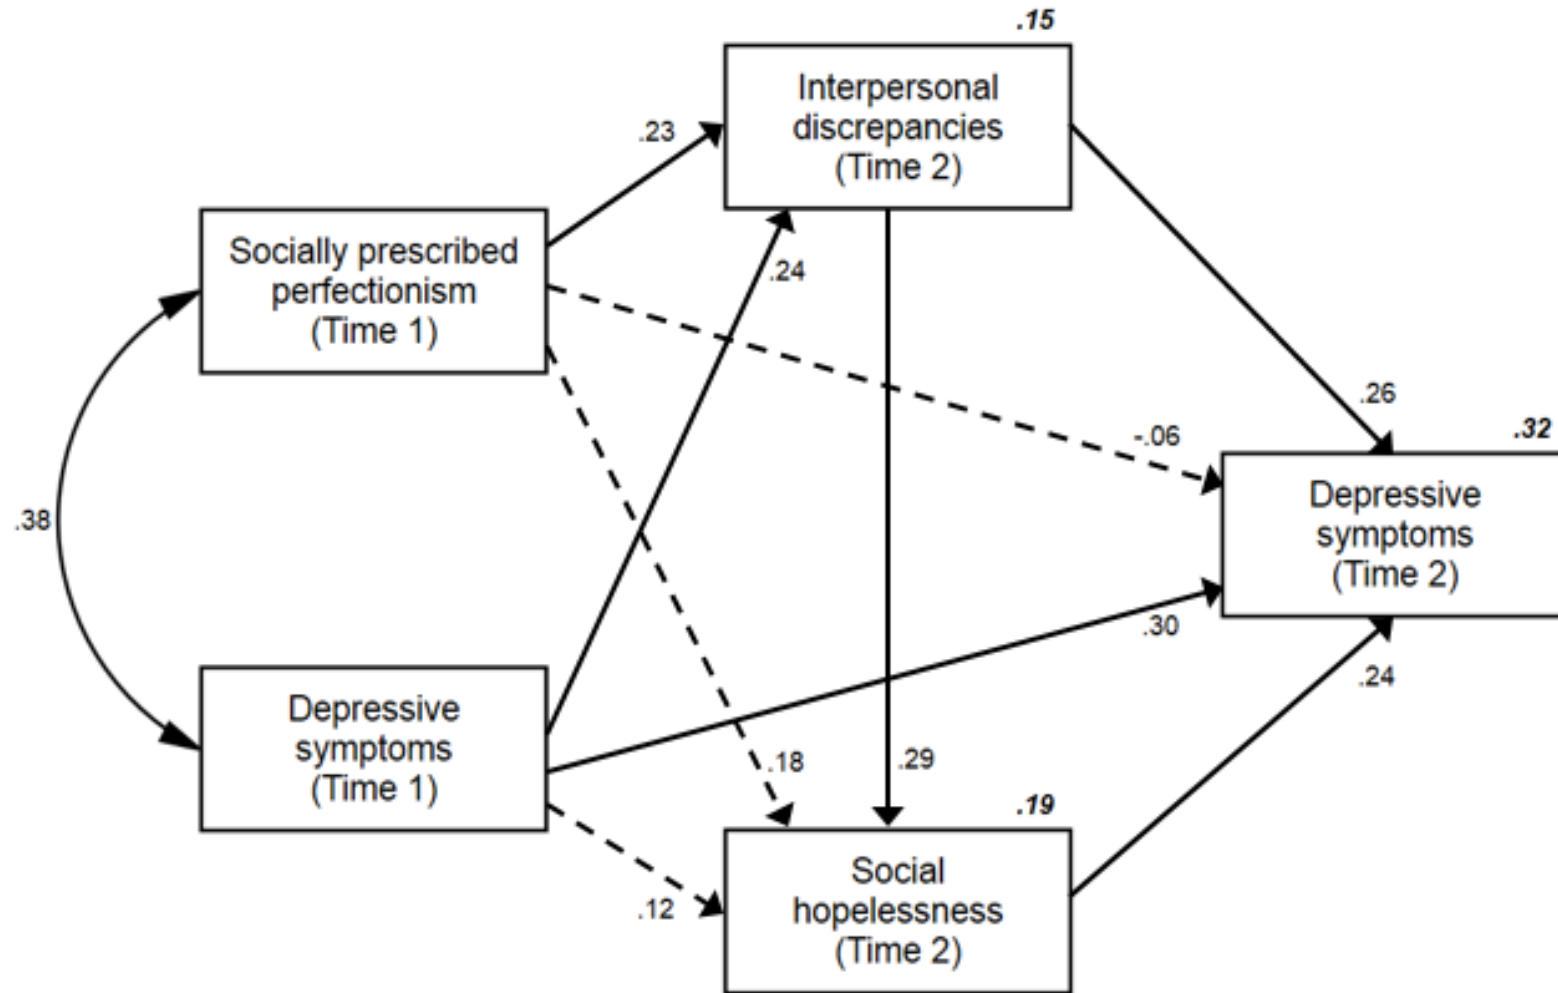 .15
Interpersonal
discrepancies
(Time 2)
.23
Socially prescribed
perfectionism
(Time 1)
.24
.26
-.06
.32
.38
Depressive
symptoms
(Time 2)
.30
Depressive
symptoms
(Time 1)
.24
.18
.29
.19
.12
Social
hopelessness
(Time 2)